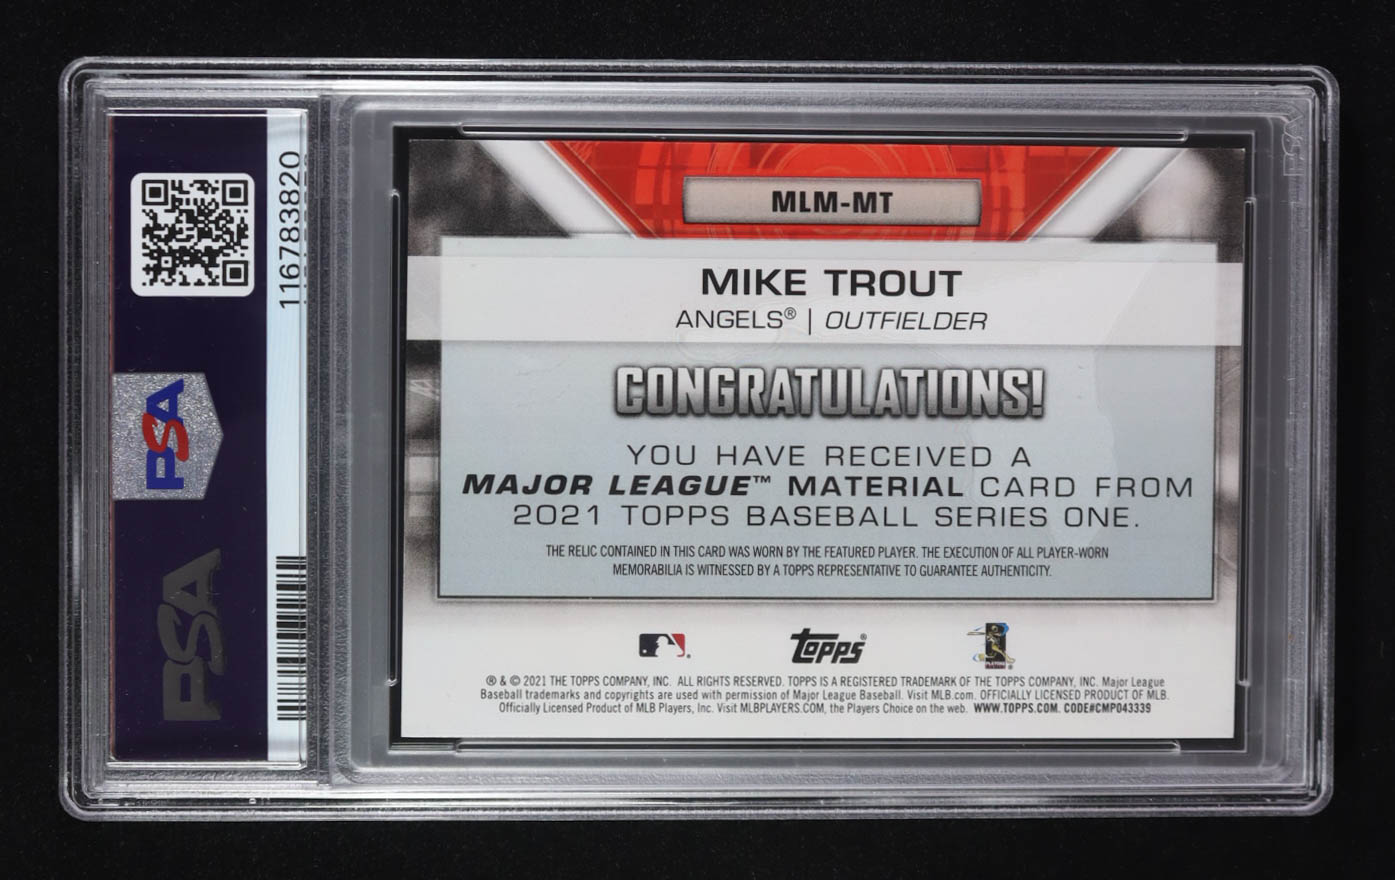 116783820
PSA
PSA
MLM-MT
MIKE TROUT
ANGELS® | OUTFIELDER
CONGRATULATIONS!
YOU HAVE RECEIVED A
MAJOR LEAGUE™ MATERIAL CARD FROM
2021 TOPPS BASEBALL SERIES ONE.
THE RELIC CONTAINED IN THIS CARD WAS WORN BY THE FEATURED PLAYER. THE EXECUTION OF ALL PLAYER-WORN
MEMORABILIA IS WITNESSED BY A TOPPS REPRESENTATIVE TO GUARANTEE AUTHENTICITY.
topps®
® & © 2021 THE TOPPS COMPANY, INC. ALL RIGHTS RESERVED. TOPPS IS A REGISTERED TRADEMARK OF THE TOPPS COMPANY, INC. Major League
Baseball trademarks and copyrights are used with permission of Major League Baseball. Visit MLB.com. OFFICIALLY LICENSED PRODUCT OF MLB.
Officially Licensed Product of MLB Players, Inc. Visit MLBPLAYERS.COM, the Players Choice on the web. WWW.TOPPS.COM. CODE#CMP043339